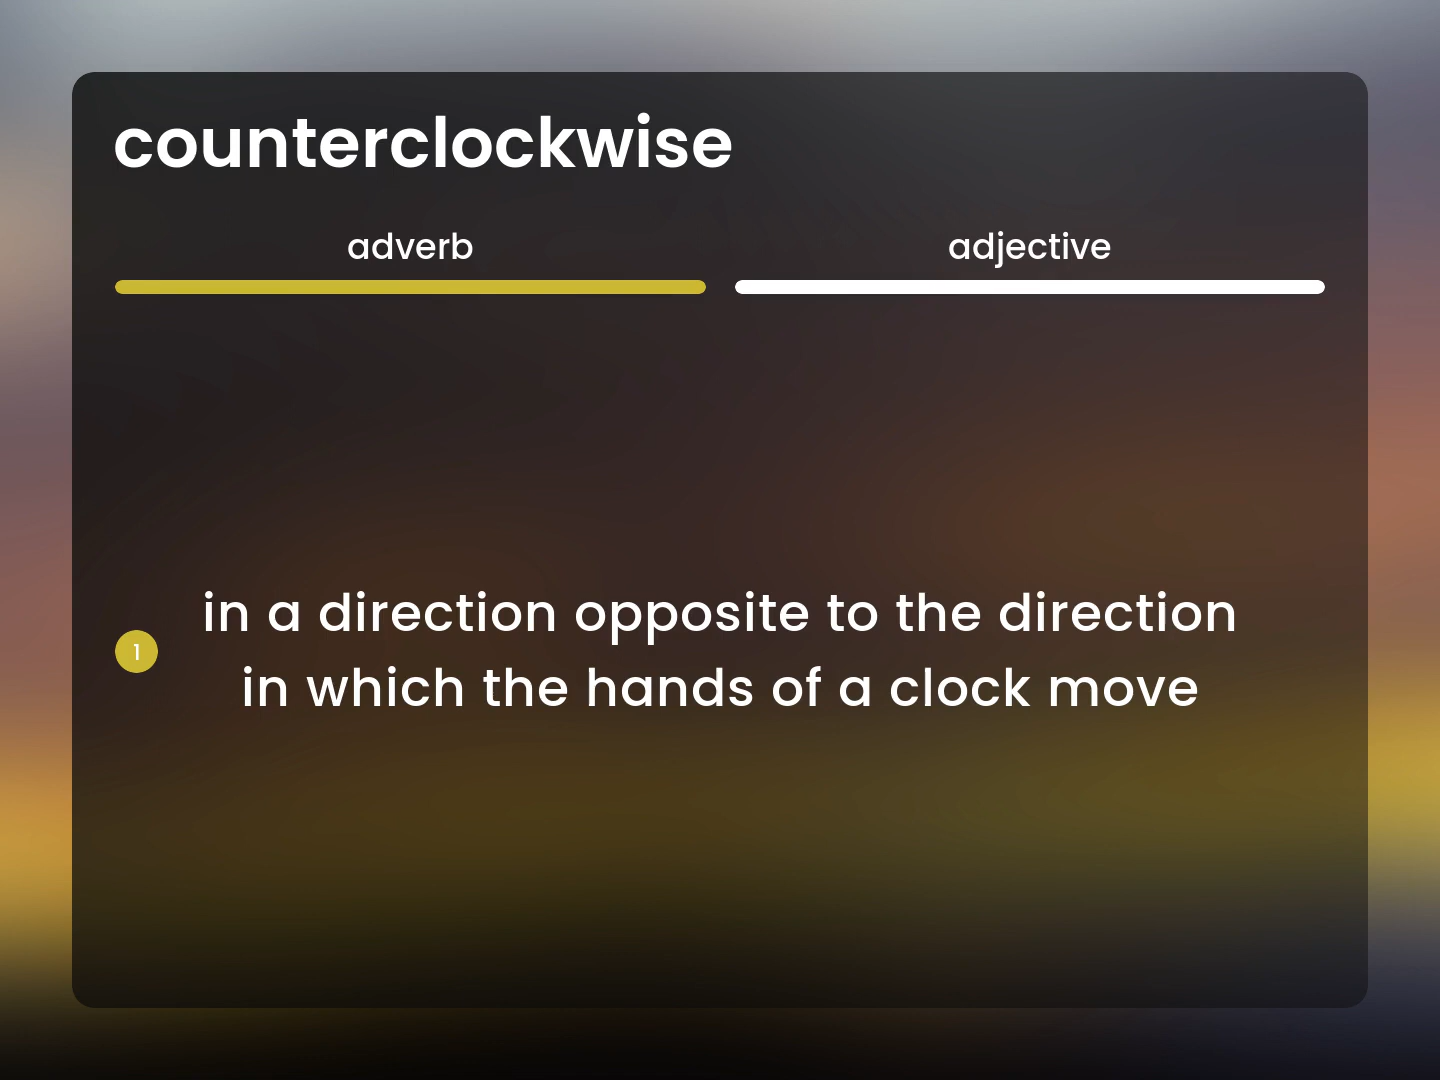 counterclockwise
adverb
adjective
1
in a direction opposite to the direction
in which the hands of a clock move